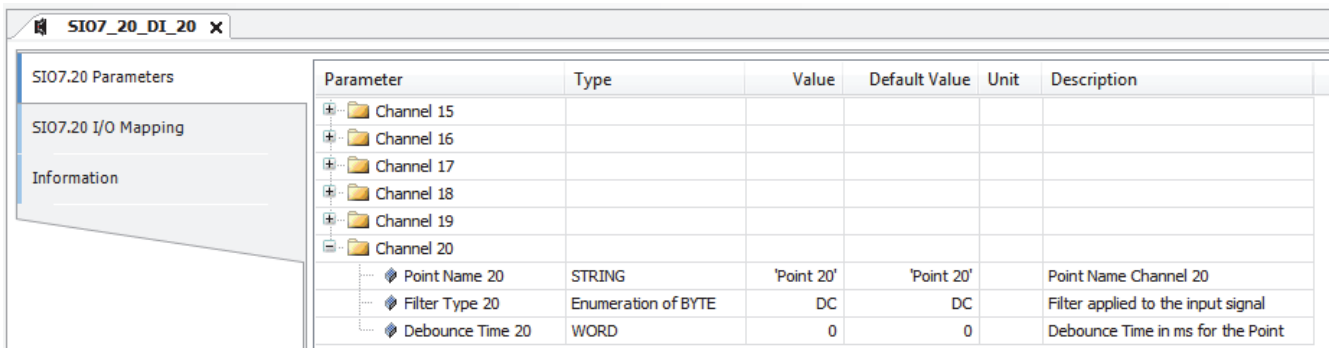 SIO7_20_DI_20 X
SIO7.20 Parameters
SIO7.20 I/O Mapping
Information
Parameter Type Value Default Value Unit Description
Channel 15
Channel 16
Channel 17
Channel 18
Channel 19
Channel 20
Point Name 20 STRING 'Point 20' 'Point 20' Point Name Channel 20
Filter Type 20 Enumeration of BYTE DC DC Filter applied to the input signal
Debounce Time 20 WORD 0 0 Debounce Time in ms for the Point